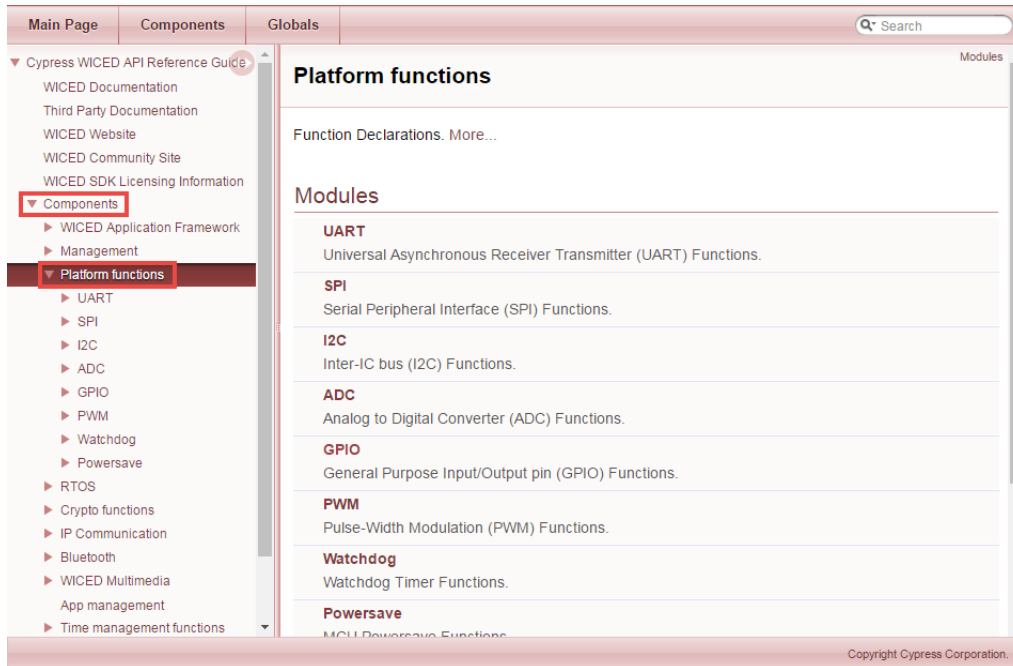 Main Page
Components
Globals
Search
Cypress WICED API Reference Guide
WICED Documentation
Third Party Documentation
WICED Website
WICED Community Site
WICED SDK Licensing Information
Components
WICED Application Framework
Management
Platform functions
UART
SPI
I2C
ADC
GPIO
PWM
Watchdog
Powersave
RTOS
Crypto functions
IP Communication
Bluetooth
WICED Multimedia
App management
Time management functions
Modules
Platform functions
Function Declarations. More...
Modules
UART
Universal Asynchronous Receiver Transmitter (UART) Functions.
SPI
Serial Peripheral Interface (SPI) Functions.
I2C
Inter-IC bus (I2C) Functions.
ADC
Analog to Digital Converter (ADC) Functions.
GPIO
General Purpose Input/Output pin (GPIO) Functions.
PWM
Pulse-Width Modulation (PWM) Functions.
Watchdog
Watchdog Timer Functions.
Powersave
MCU Powersave Functions
Copyright Cypress Corporation.